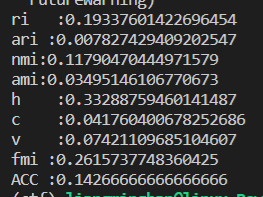 FutureWarning)
ri   :0.19337601422696454
ari :0.007827429409202547
nmi:0.11790470444971579
ami:0.03495146106770673
h    :0.33288759460141487
c    :0.041760400678252686
v    :0.07421109685104607
fmi :0.2615737748360425
ACC :0.14266666666666666